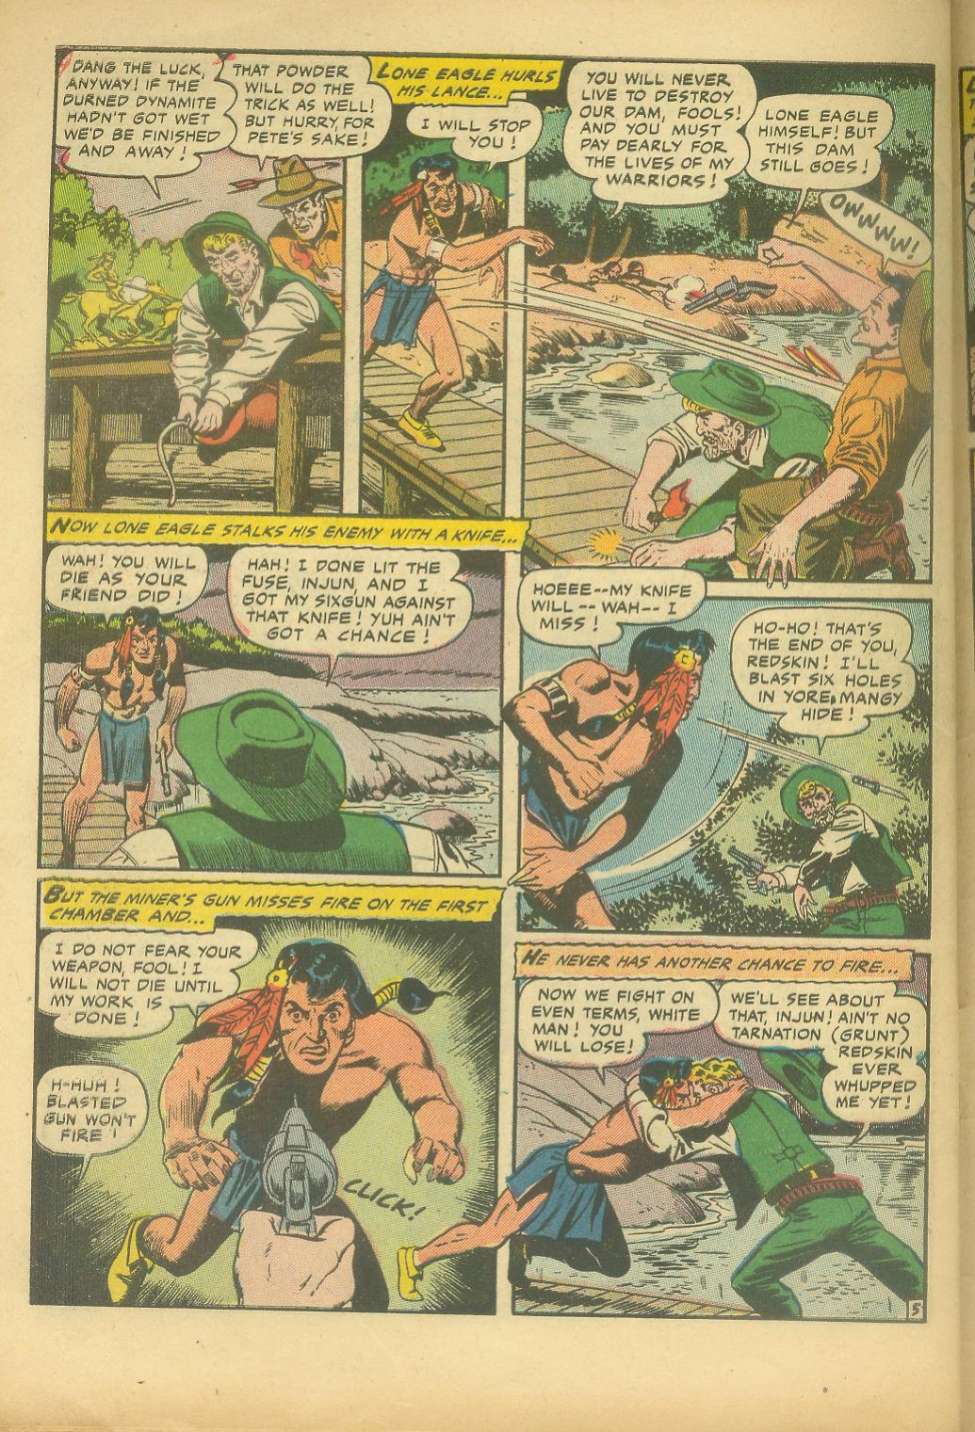 DANG THE LUCK,
ANYWAY! IF THE
DURNED DYNAMITE
HADN'T GOT WET
WE'D BE FINISHED
AND AWAY!
THAT POWDER
WILL DO THE
TRICK AS WELL!
BUT HURRY, FOR
PETE'S SAKE!
LONE EAGLE HURLS
HIS LANCE...
I WILL STOP
YOU!
YOU WILL NEVER
LIVE TO DESTROY
OUR DAM, FOOLS!
AND YOU MUST
PAY DEARLY FOR
THE LIVES OF MY
WARRIORS!
LONE EAGLE
HIMSELF! BUT
THIS DAM
STILL GOES!
OWWWW!
NOW LONE EAGLE STALKS HIS ENEMY WITH A KNIFE...
WAH! YOU WILL
DIE AS YOUR
FRIEND DID!
HAH! I DONE LIT THE
FUSE, INJUN, AND I
GOT MY SIXGUN AGAINST
THAT KNIFE! YUH AIN'T
GOT A CHANCE!
HOEEE--MY KNIFE
WILL -- WAH-- I
MISS!
HO-HO! THAT'S
THE END OF YOU,
REDSKIN! I'LL
BLAST SIX HOLES
IN YORE MANGY
HIDE!
BUT THE MINER'S GUN MISSES FIRE ON THE FIRST
CHAMBER AND...
I DO NOT FEAR YOUR
WEAPON, FOOL! I
WILL NOT DIE UNTIL
MY WORK IS
DONE!
H-HUH!
BLASTED
GUN WON'T
FIRE!
CLICK!
HE NEVER HAS ANOTHER CHANCE TO FIRE...
NOW WE FIGHT ON
EVEN TERMS, WHITE
MAN! YOU
WILL LOSE!
WE'LL SEE ABOUT
THAT, INJUN! AIN'T NO
TARNATION (GRUNT)
REDSKIN
EVER
WHUPPED
ME YET!
5